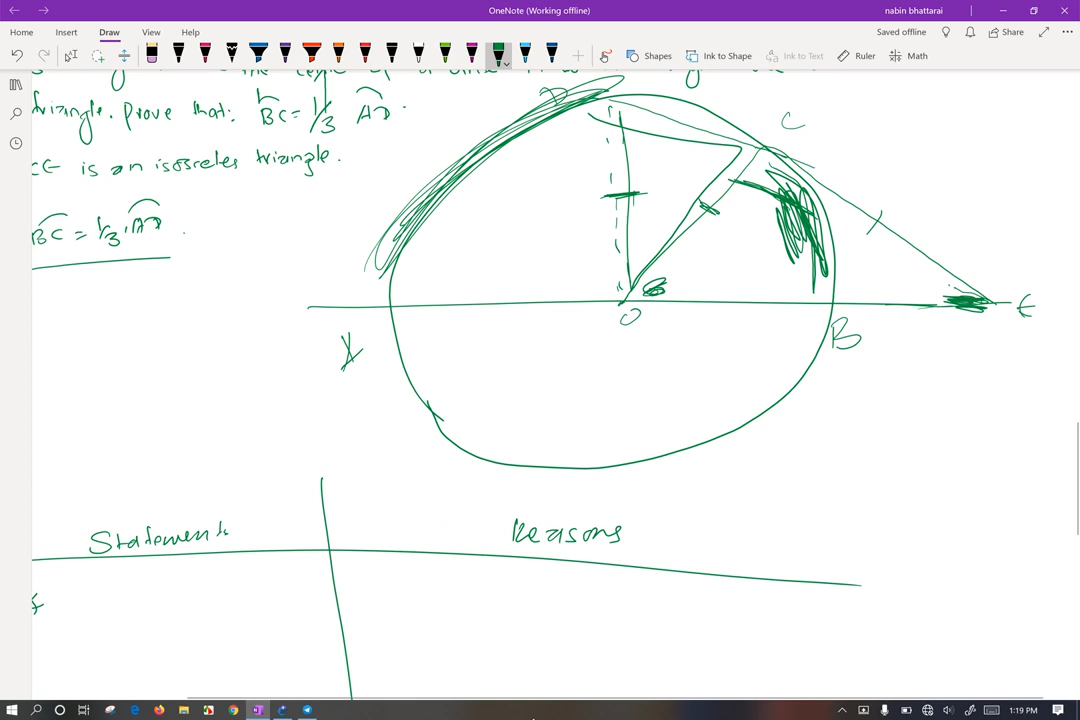 OneNote (Working offline)
nabin bhattarai
Home Insert Draw View Help
Saved offline
Share
Shapes
Ink to Shape
Ink to Text
Ruler
Math
the
triangle. prove that: BC = 1/3 AD.
CE is an isosceles triangle.
BC = 1/3 AD.
D
C
O
A
B
E
Statements
Reasons
1:19 PM